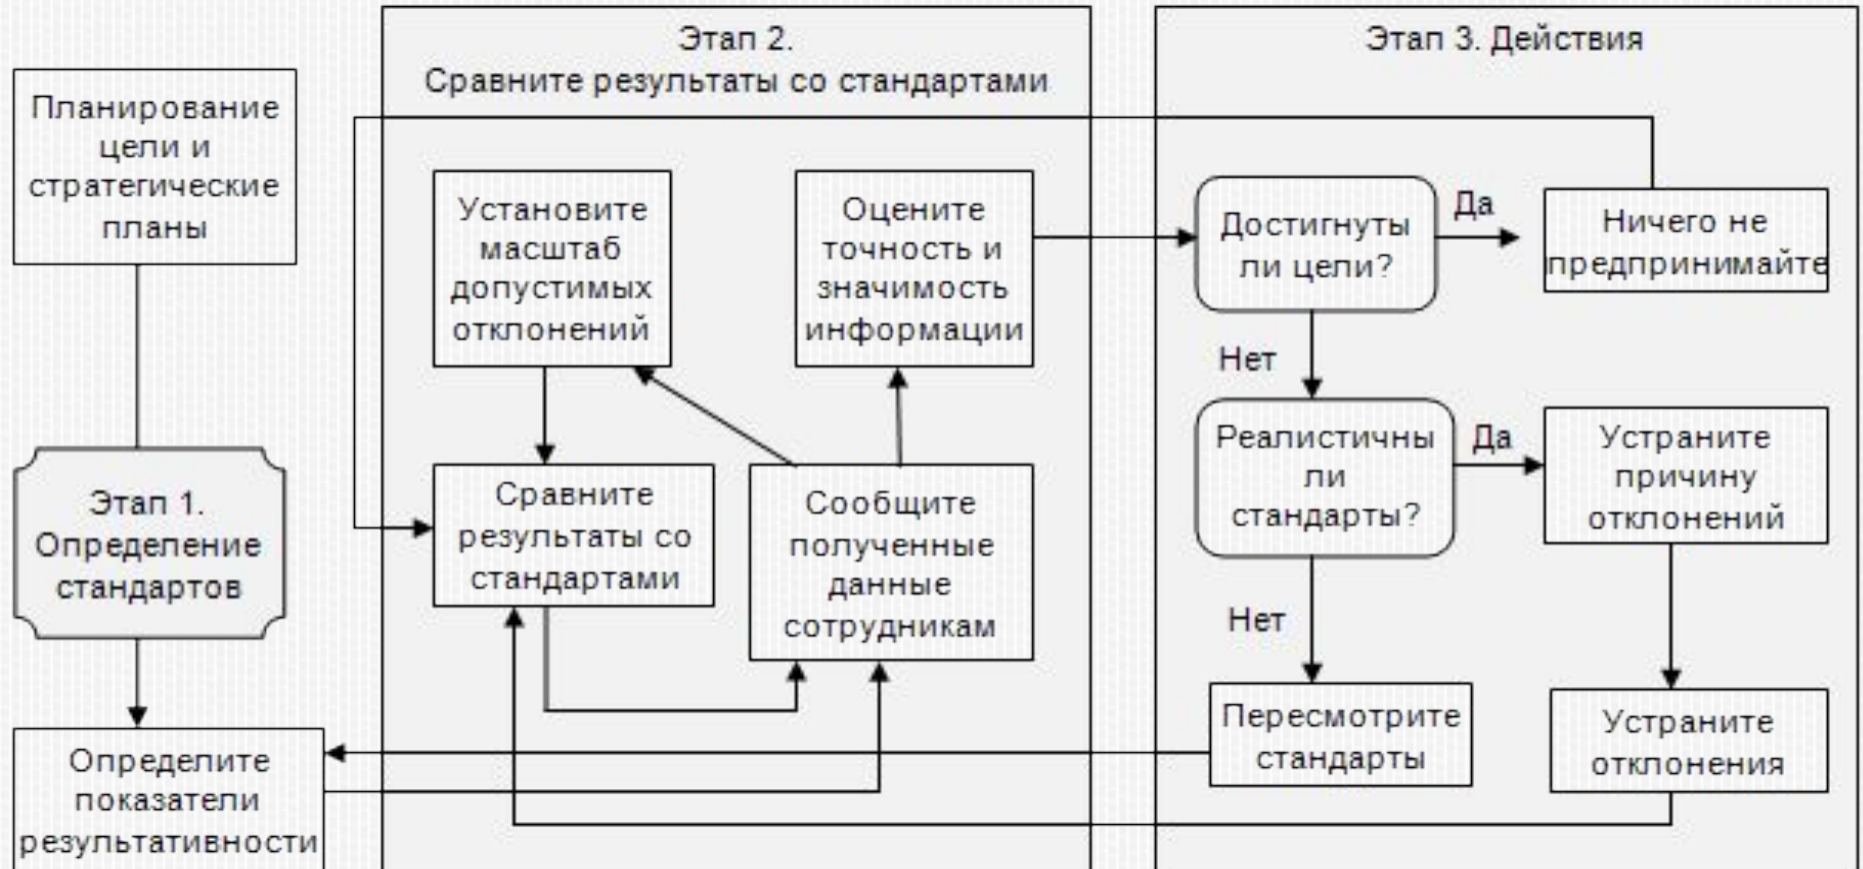 Планирование
цели и
стратегические
планы
Этап 1.
Определение
стандартов
Определите
показатели
результативности
Этап 2.
Сравните результаты со стандартами
Установите
масштаб
допустимых
отклонений
Оцените
точность и
значимость
информации
Сравните
результаты со
стандартами
Сообщите
полученные
данные
сотрудникам
Этап 3. Действия
Достигнуты
ли цели?
Да
Ничего не
предпринимайте
Нет
Реалистичны
ли
стандарты?
Да
Устраните
причину
отклонений
Нет
Пересмотрите
стандарты
Устраните
отклонения